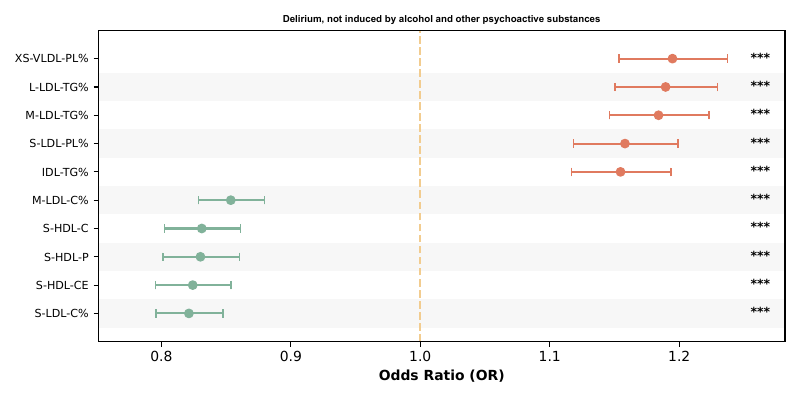 Delirium, not induced by alcohol and other psychoactive substances
XS-VLDL-PL% ***
L-LDL-TG% ***
M-LDL-TG% ***
S-LDL-PL% ***
IDL-TG% ***
M-LDL-C% ***
S-HDL-C ***
S-HDL-P ***
S-HDL-CE ***
S-LDL-C% ***
0.8 0.9 1.0 1.1 1.2
Odds Ratio (OR)